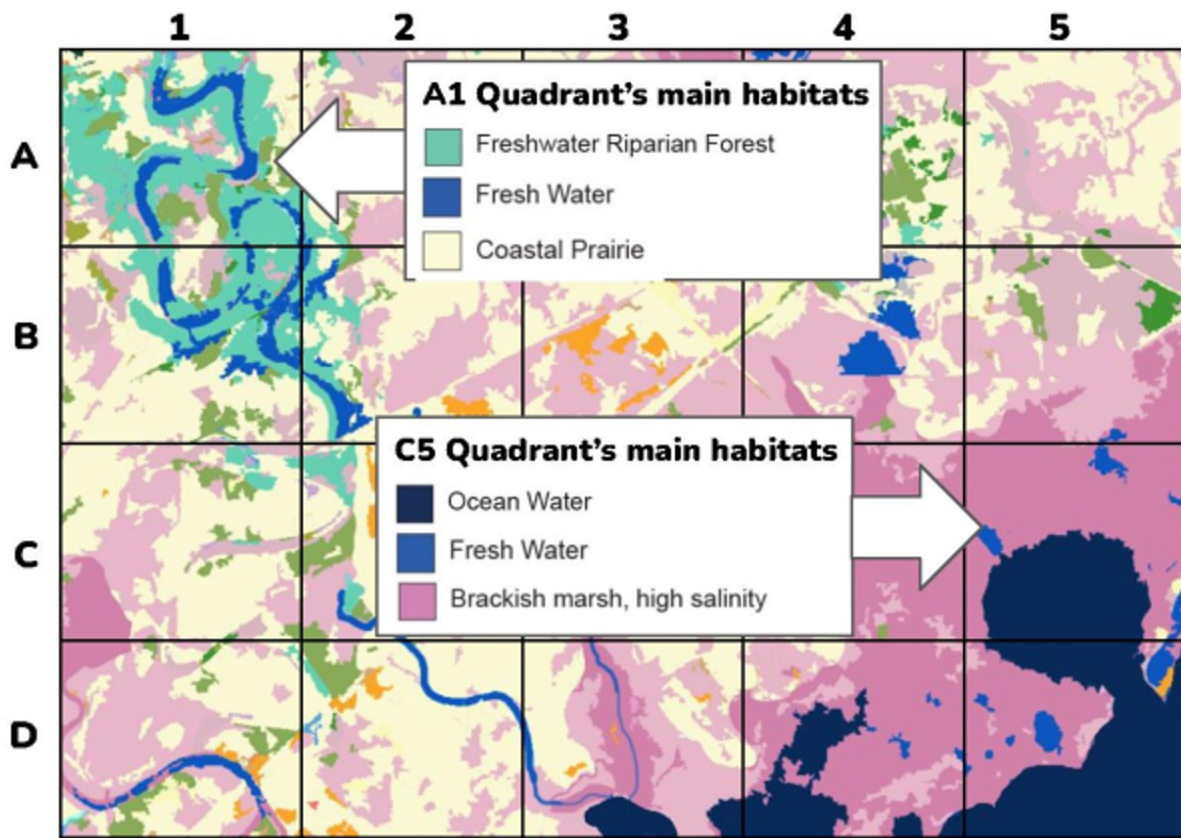 1 2 3 4 5
A1 Quadrant's main habitats
Freshwater Riparian Forest
Fresh Water
Coastal Prairie
A
B
C5 Quadrant's main habitats
Ocean Water
Fresh Water
Brackish marsh, high salinity
C
D